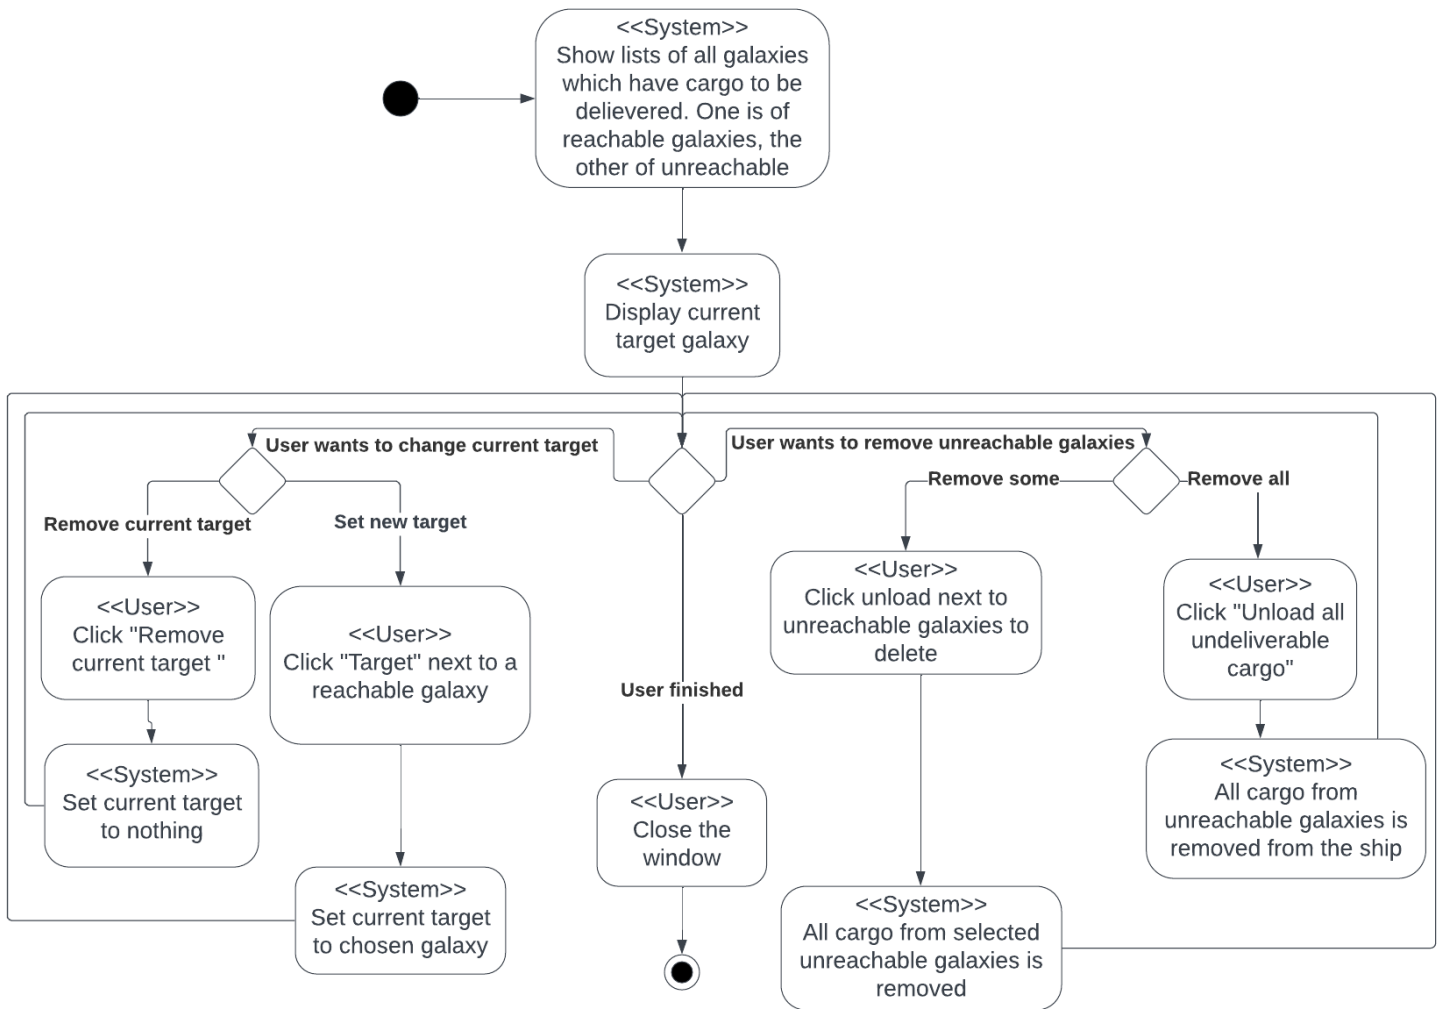 <<System>>
Show lists of all galaxies
which have cargo to be
delievered. One is of
reachable galaxies, the
other of unreachable
<<System>>
Display current
target galaxy
User wants to change current target
User wants to remove unreachable galaxies
Remove current target
Set new target
Remove some
Remove all
<<User>>
Click "Remove
current target "
<<User>>
Click "Target" next to a
reachable galaxy
User finished
<<User>>
Click unload next to
unreachable galaxies to
delete
<<User>>
Click "Unload all
undeliverable
cargo"
<<System>>
Set current target
to nothing
<<System>>
Set current target
to chosen galaxy
<<User>>
Close the
window
<<System>>
All cargo from selected
unreachable galaxies is
removed
<<System>>
All cargo from
unreachable galaxies is
removed from the ship